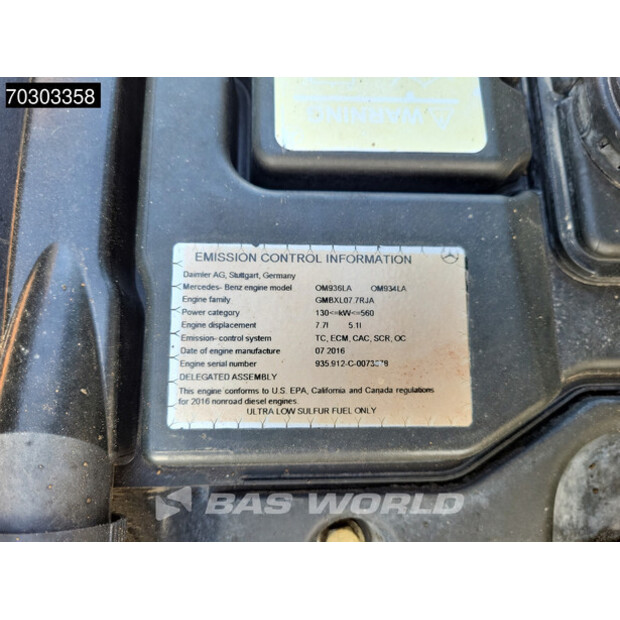 70303358
⚠ WARNING
EMISSION CONTROL INFORMATION
Daimler AG, Stuttgart, Germany
Mercedes- Benz engine model OM936LA OM934LA
Engine family GMBXL07.7RJA
Power category 130<=kW<=560
Engine displacement 7.7l 5.1l
Emission- control system TC, ECM, CAC, SCR, OC
Date of engine manufacture 07.2016
Engine serial number
DELEGATED ASSEMBLY
This engine conforms to U.S. EPA, California and Canada regulations
for 2016 nonroad diesel engines.
ULTRA LOW SULFUR FUEL ONLY
BAS WORLD